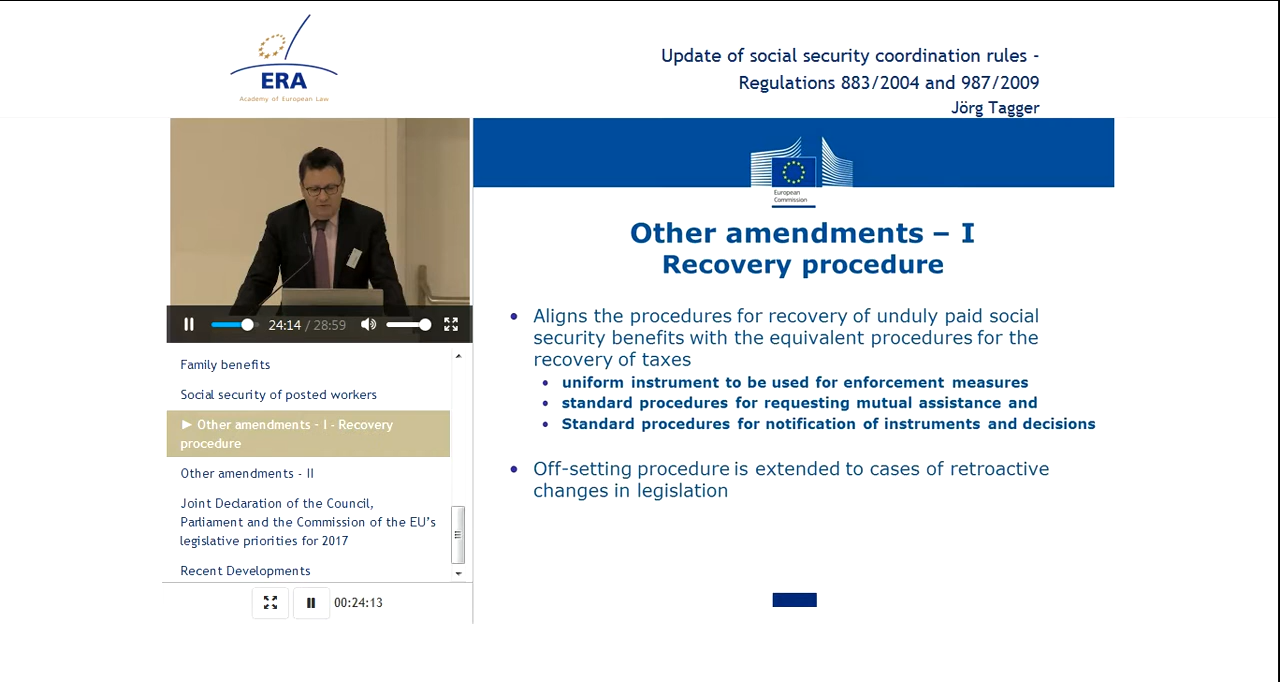 ERA
Academy of European Law
Update of social security coordination rules -
Regulations 883/2004 and 987/2009
Jörg Tagger
24:14 / 28:59
Family benefits
Social security of posted workers
► Other amendments - I - Recovery
procedure
Other amendments - II
Joint Declaration of the Council,
Parliament and the Commission of the EU's
legislative priorities for 2017
Recent Developments
00:24:13
European
Commission
Other amendments – I
Recovery procedure
• Aligns the procedures for recovery of unduly paid social
security benefits with the equivalent procedures for the
recovery of taxes
• uniform instrument to be used for enforcement measures
• standard procedures for requesting mutual assistance and
• Standard procedures for notification of instruments and decisions
• Off-setting procedure is extended to cases of retroactive
changes in legislation